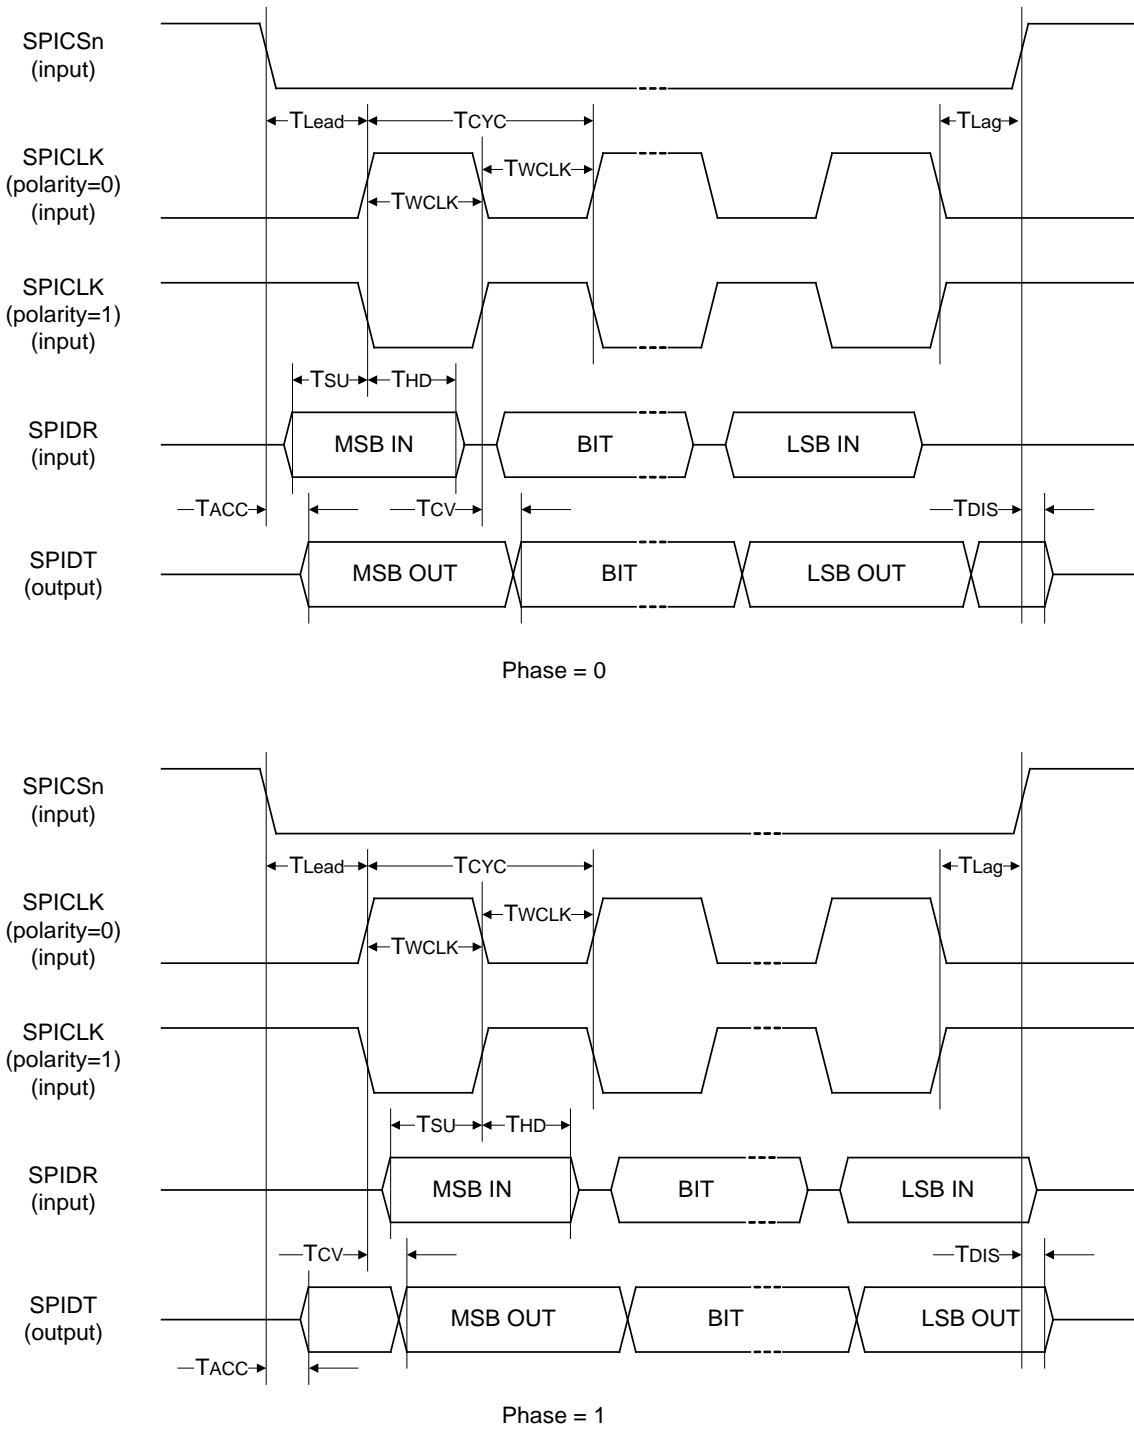 SPICSn
(input)
TLead
TCYC
TLag
SPICLK
(polarity=0)
(input)
TWCLK
TWCLK
SPICLK
(polarity=1)
(input)
TSU
THD
SPIDR
(input)
MSB IN
BIT
LSB IN
TACC
TCV
TDIS
SPIDT
(output)
MSB OUT
BIT
LSB OUT
Phase = 0
SPICSn
(input)
TLead
TCYC
TLag
SPICLK
(polarity=0)
(input)
TWCLK
TWCLK
SPICLK
(polarity=1)
(input)
TSU
THD
SPIDR
(input)
MSB IN
BIT
LSB IN
TCV
TDIS
SPIDT
(output)
MSB OUT
BIT
LSB OUT
TACC
Phase = 1